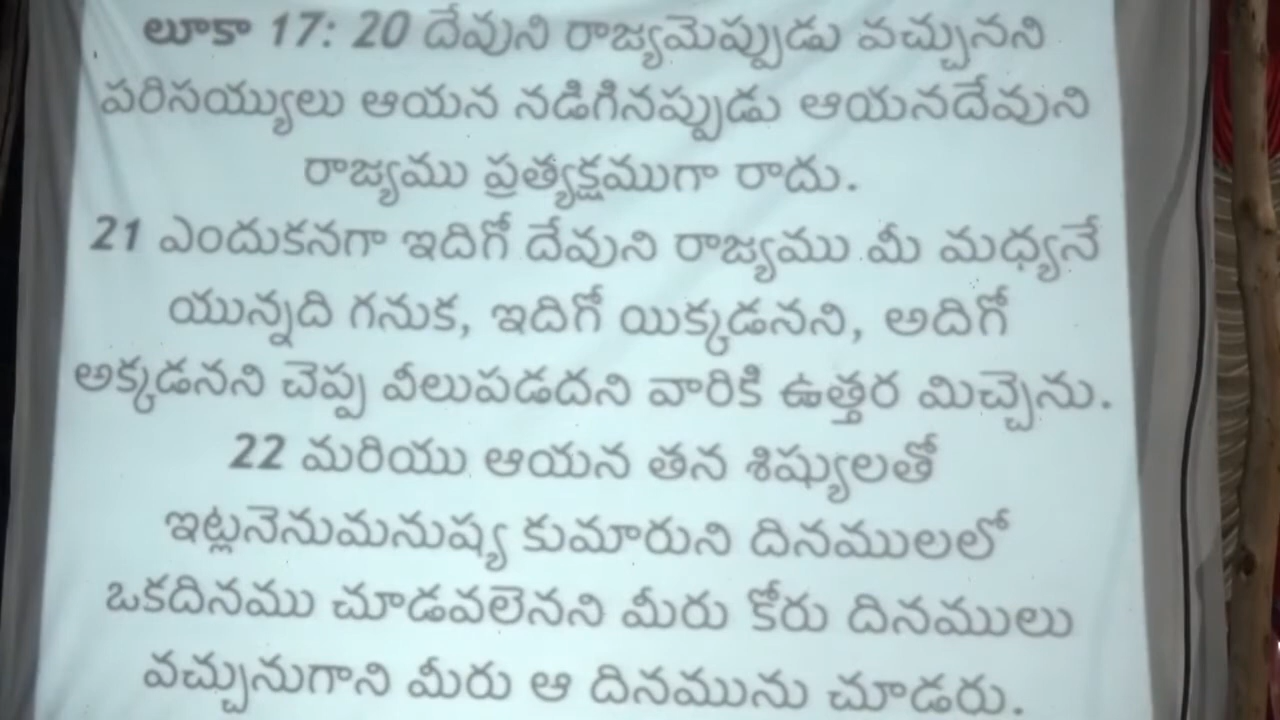 లూకా 17: 20 దేవుని రాజ్యమెప్పుడు వచ్చునని
పరిసయ్యులు ఆయన నడిగినప్పుడు ఆయనదేవుని
రాజ్యము ప్రత్యక్షముగా రాదు.
21 ఎందుకనగా ఇదిగో దేవుని రాజ్యము మీ మధ్యనే
యున్నది గనుక, ఇదిగో యిక్కడనని, అదిగో
అక్కడనని చెప్ప వీలుపడదని వారికి ఉత్తర మిచ్చెను.
22 మరియు ఆయన తన శిష్యులతో
ఇట్లనెనుమనుష్య కుమారుని దినములలో
ఒకదినము చూడవలెనని మీరు కోరు దినములు
వచ్చునుగాని మీరు ఆ దినమును చూడరు.